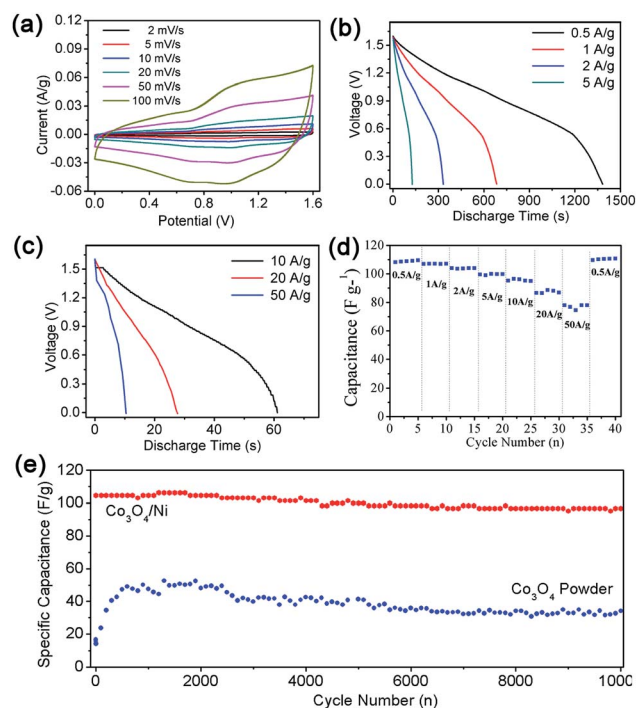 (a)
2 mV/s
5 mV/s
10 mV/s
20 mV/s
50 mV/s
100 mV/s
0.09
0.06
0.03
0.00
-0.03
-0.06
Current (A/g)
0.0 0.4 0.8 1.2 1.6
Potential (V)
(b)
0.5 A/g
1 A/g
2 A/g
5 A/g
1.8
1.5
1.2
0.9
0.6
0.3
0.0
Voltage (V)
0 300 600 900 1200 1500
Discharge Time (s)
(c)
10 A/g
20 A/g
50 A/g
1.5
1.2
0.9
0.6
0.3
0.0
Voltage (V)
0 20 40 60
Discharge Time (s)
(d)
120
100
80
60
40
20
0
Capacitance (F g-1)
0.5A/g
1A/g
2A/g
5A/g
10A/g
20A/g
50A/g
0.5A/g
0 5 10 15 20 25 30 35 40
Cycle Number (n)
(e)
120
100
80
60
40
20
0
Specific Capacitance (F/g)
Co3O4/Ni
Co3O4 Powder
0 2000 4000 6000 8000 1000
Cycle Number (n)